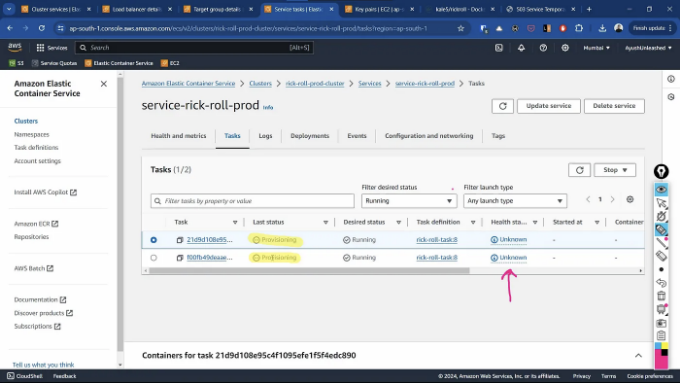 Cluster services | Elas
Load balancer details
Target group details
Service tasks | Elastic
Key pairs | EC2 | ap-so
kale5/rickroll - Docker
503 Service Tempora
ap-south-1.console.aws.amazon.com/ecs/v2/clusters/rick-roll-prod-cluster/services/service-rick-roll-prod/tasks?region=ap-south-1
Finish update
aws
Services
Search
[Alt+S]
Mumbai
AyushUnleashed
S3
Service Quotas
Elastic Container Service
EC2
Amazon Elastic Container Service
Clusters
rick-roll-prod-cluster
Services
service-rick-roll-prod
Tasks
Amazon Elastic
Container Service
Clusters
Namespaces
Task definitions
Account settings
Install AWS Copilot
Amazon ECR
Repositories
AWS Batch
Documentation
Discover products
Subscriptions
Tell us what you think
service-rick-roll-prod Info
Update service
Delete service
Health and metrics
Tasks
Logs
Deployments
Events
Configuration and networking
Tags
Tasks (1/2)
Stop
Filter desired status
Filter launch type
Filter tasks by property or value
Running
Any launch type
1
Task
Last status
Desired status
Task definition
Health sta...
Started at
Container
21d9d108e95...
Provisioning
Running
rick-roll-task:8
Unknown
-
-
f00fb49deeae...
Provisioning
Running
rick-roll-task:8
Unknown
-
-
Containers for task 21d9d108e95c4f1095efe1f5f4edc890
CloudShell
Feedback
© 2024, Amazon Web Services, Inc. or its affiliates.
Privacy
Terms
Cookie preferences